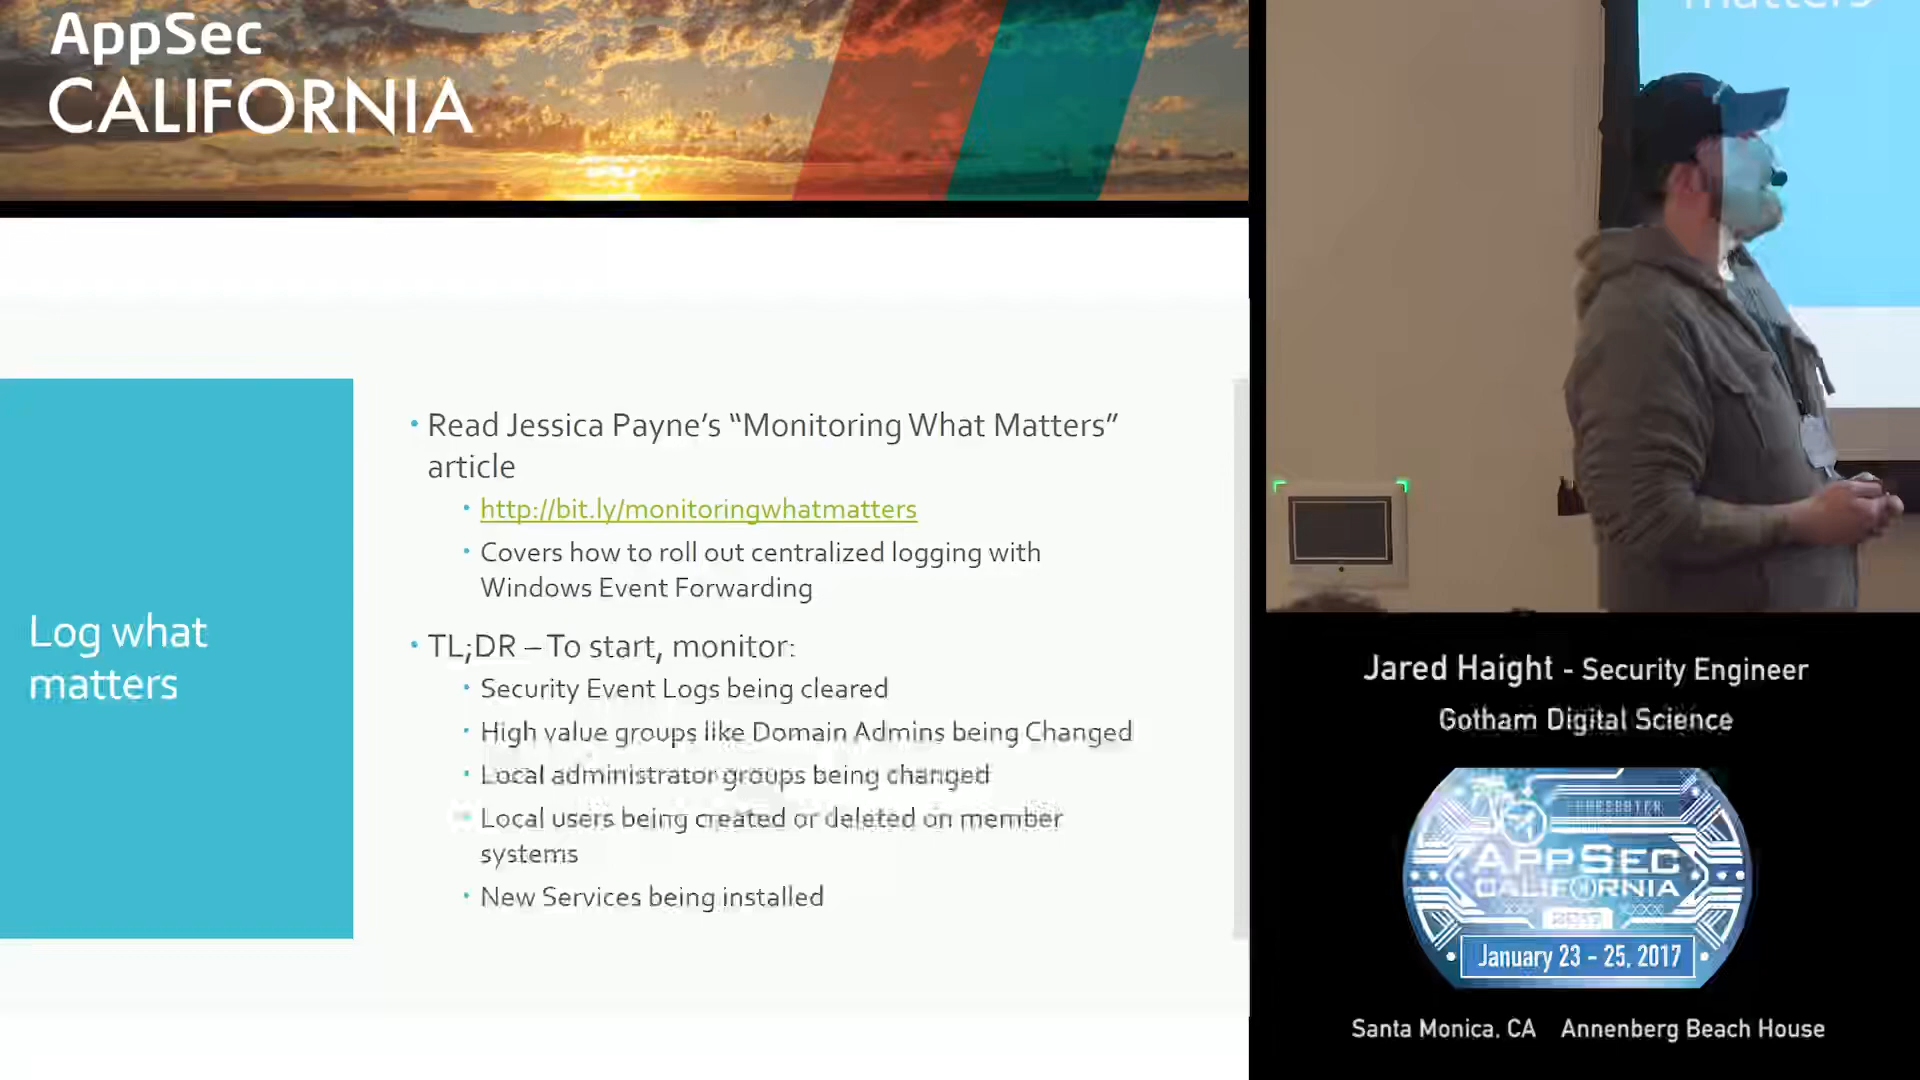 AppSec
CALIFORNIA
matters
Log what
matters
• Read Jessica Payne’s “Monitoring What Matters”
article
• http://bit.ly/monitoringwhatmatters
• Covers how to roll out centralized logging with
Windows Event Forwarding
• TL;DR – To start, monitor:
• Security Event Logs being cleared
• High value groups like Domain Admins being Changed
• Local administrator groups being changed
• Local users being created or deleted on member
systems
• New Services being installed
Jared Haight - Security Engineer
Gotham Digital Science
APPSEC
CALIFORNIA
2017
January 23 - 25, 2017
Santa Monica, CA Annenberg Beach House